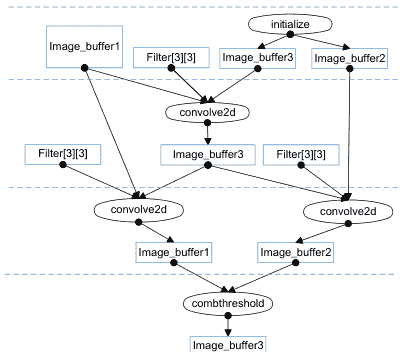 initialize
Image_buffer1
Filter[3][3]
Image_buffer3
Image_buffer2
convolve2d
Filter[3][3]
Image_buffer3
Filter[3][3]
convolve2d
convolve2d
Image_buffer1
Image_buffer2
combthreshold
Image_buffer3